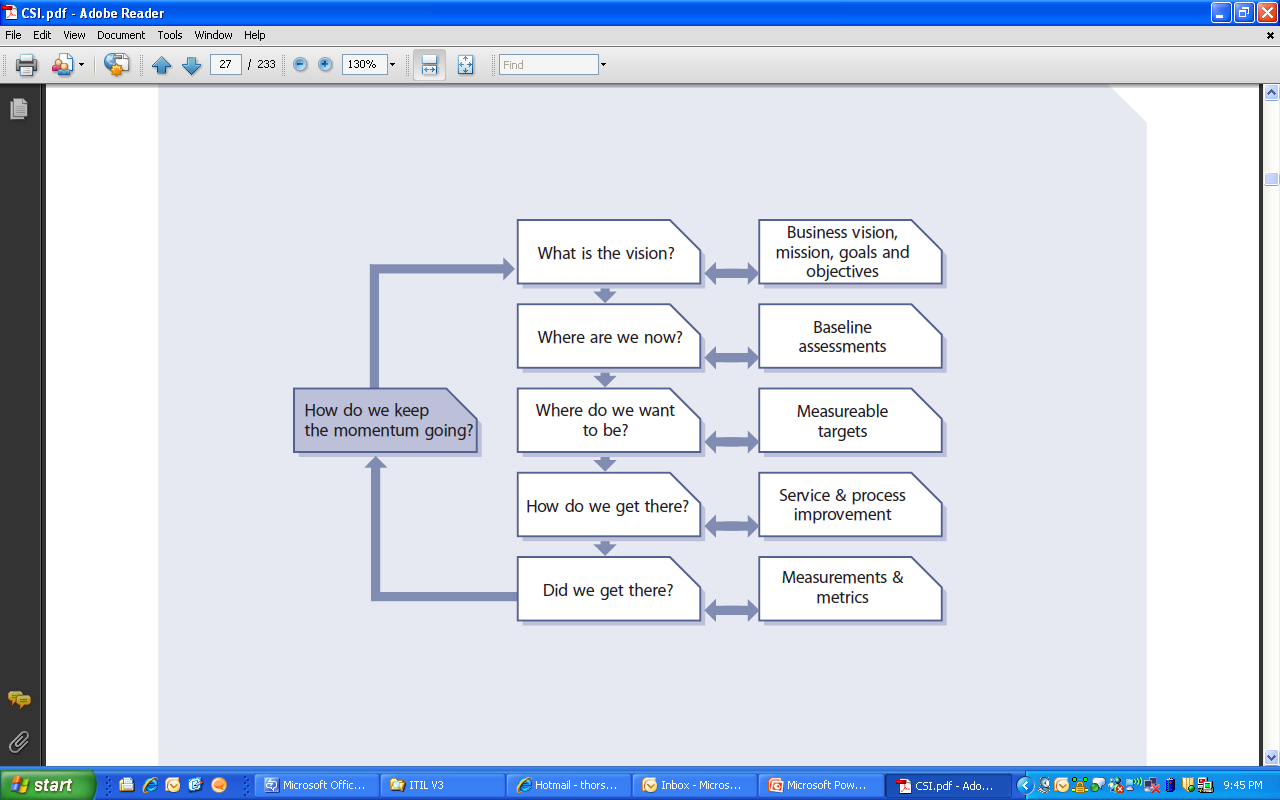 CSI.pdf - Adobe Reader
File Edit View Document Tools Window Help
27 / 233 130% Find
What is the vision?
Business vision,
mission, goals and
objectives
Where are we now?
Baseline
assessments
How do we keep
the momentum going?
Where do we want
to be?
Measureable
targets
How do we get there?
Service & process
improvement
Did we get there?
Measurements &
metrics
start Microsoft Offic... ITIL V3 Hotmail - thors... Inbox - Micros... Microsoft Pow... CSI.pdf - Ado... 9:45 PM